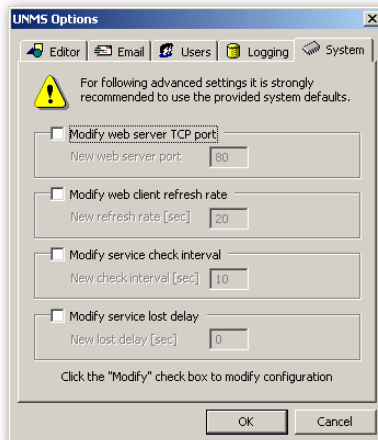 UNMS Options
Editor Email Users Logging System
For following advanced settings it is strongly
recommended to use the provided system defaults.
Modify web server TCP port
New web server port 80
Modify web client refresh rate
New refresh rate [sec] 20
Modify service check interval
New check interval [sec] 10
Modify service lost delay
New lost delay [sec] 0
Click the "Modify" check box to modify configuration
OK Cancel